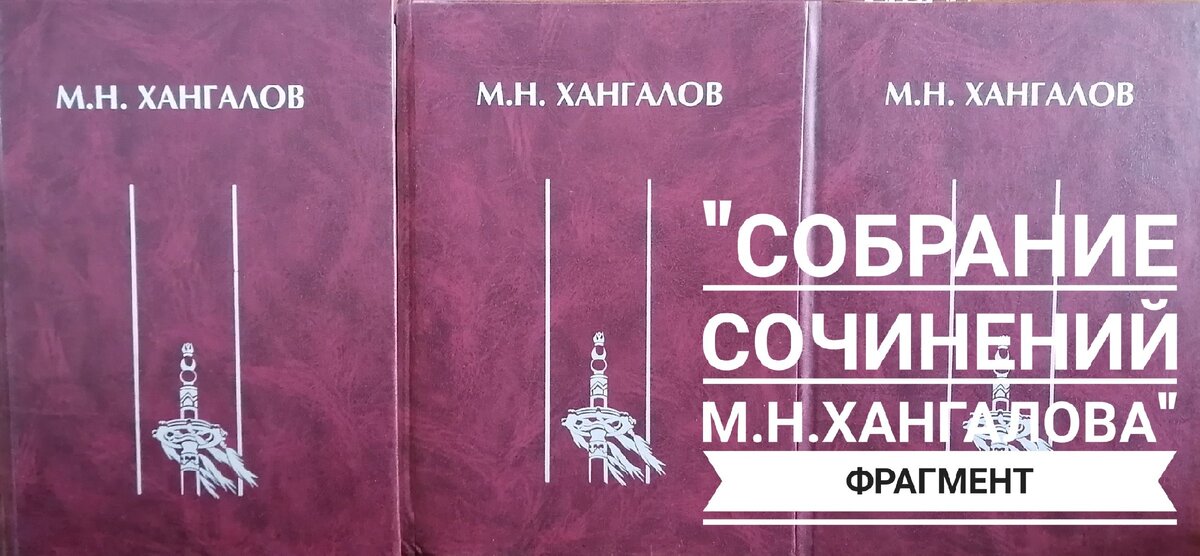 М.Н. ХАНГАЛОВ
М.Н. ХАНГАЛОВ
М.Н. ХАНГАЛОВ
"СОБРАНИЕ
СОЧИНЕНИЙ
М.Н.ХАНГАЛОВА"
ФРАГМЕНТ